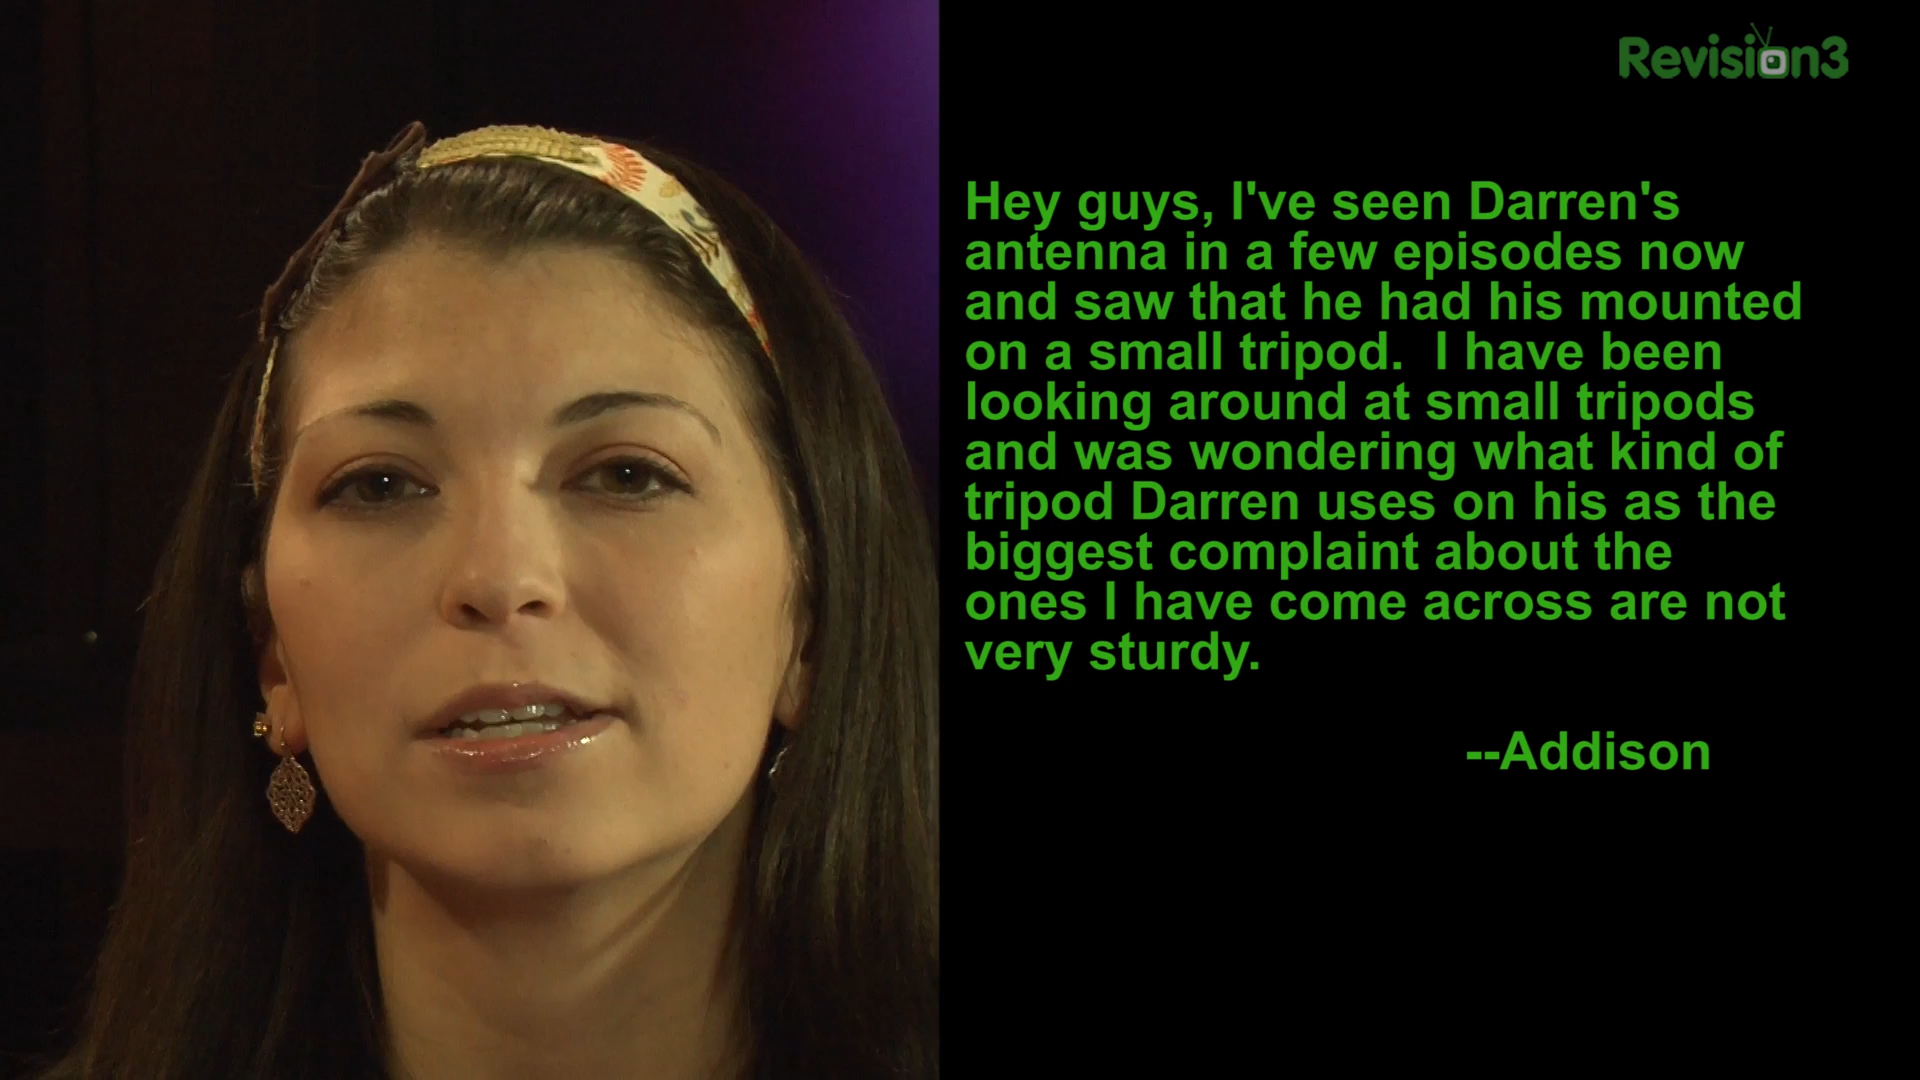 Revision3
Hey guys, I've seen Darren's
antenna in a few episodes now
and saw that he had his mounted
on a small tripod.  I have been
looking around at small tripods
and was wondering what kind of
tripod Darren uses on his as the
biggest complaint about the
ones I have come across are not
very sturdy.
--Addison